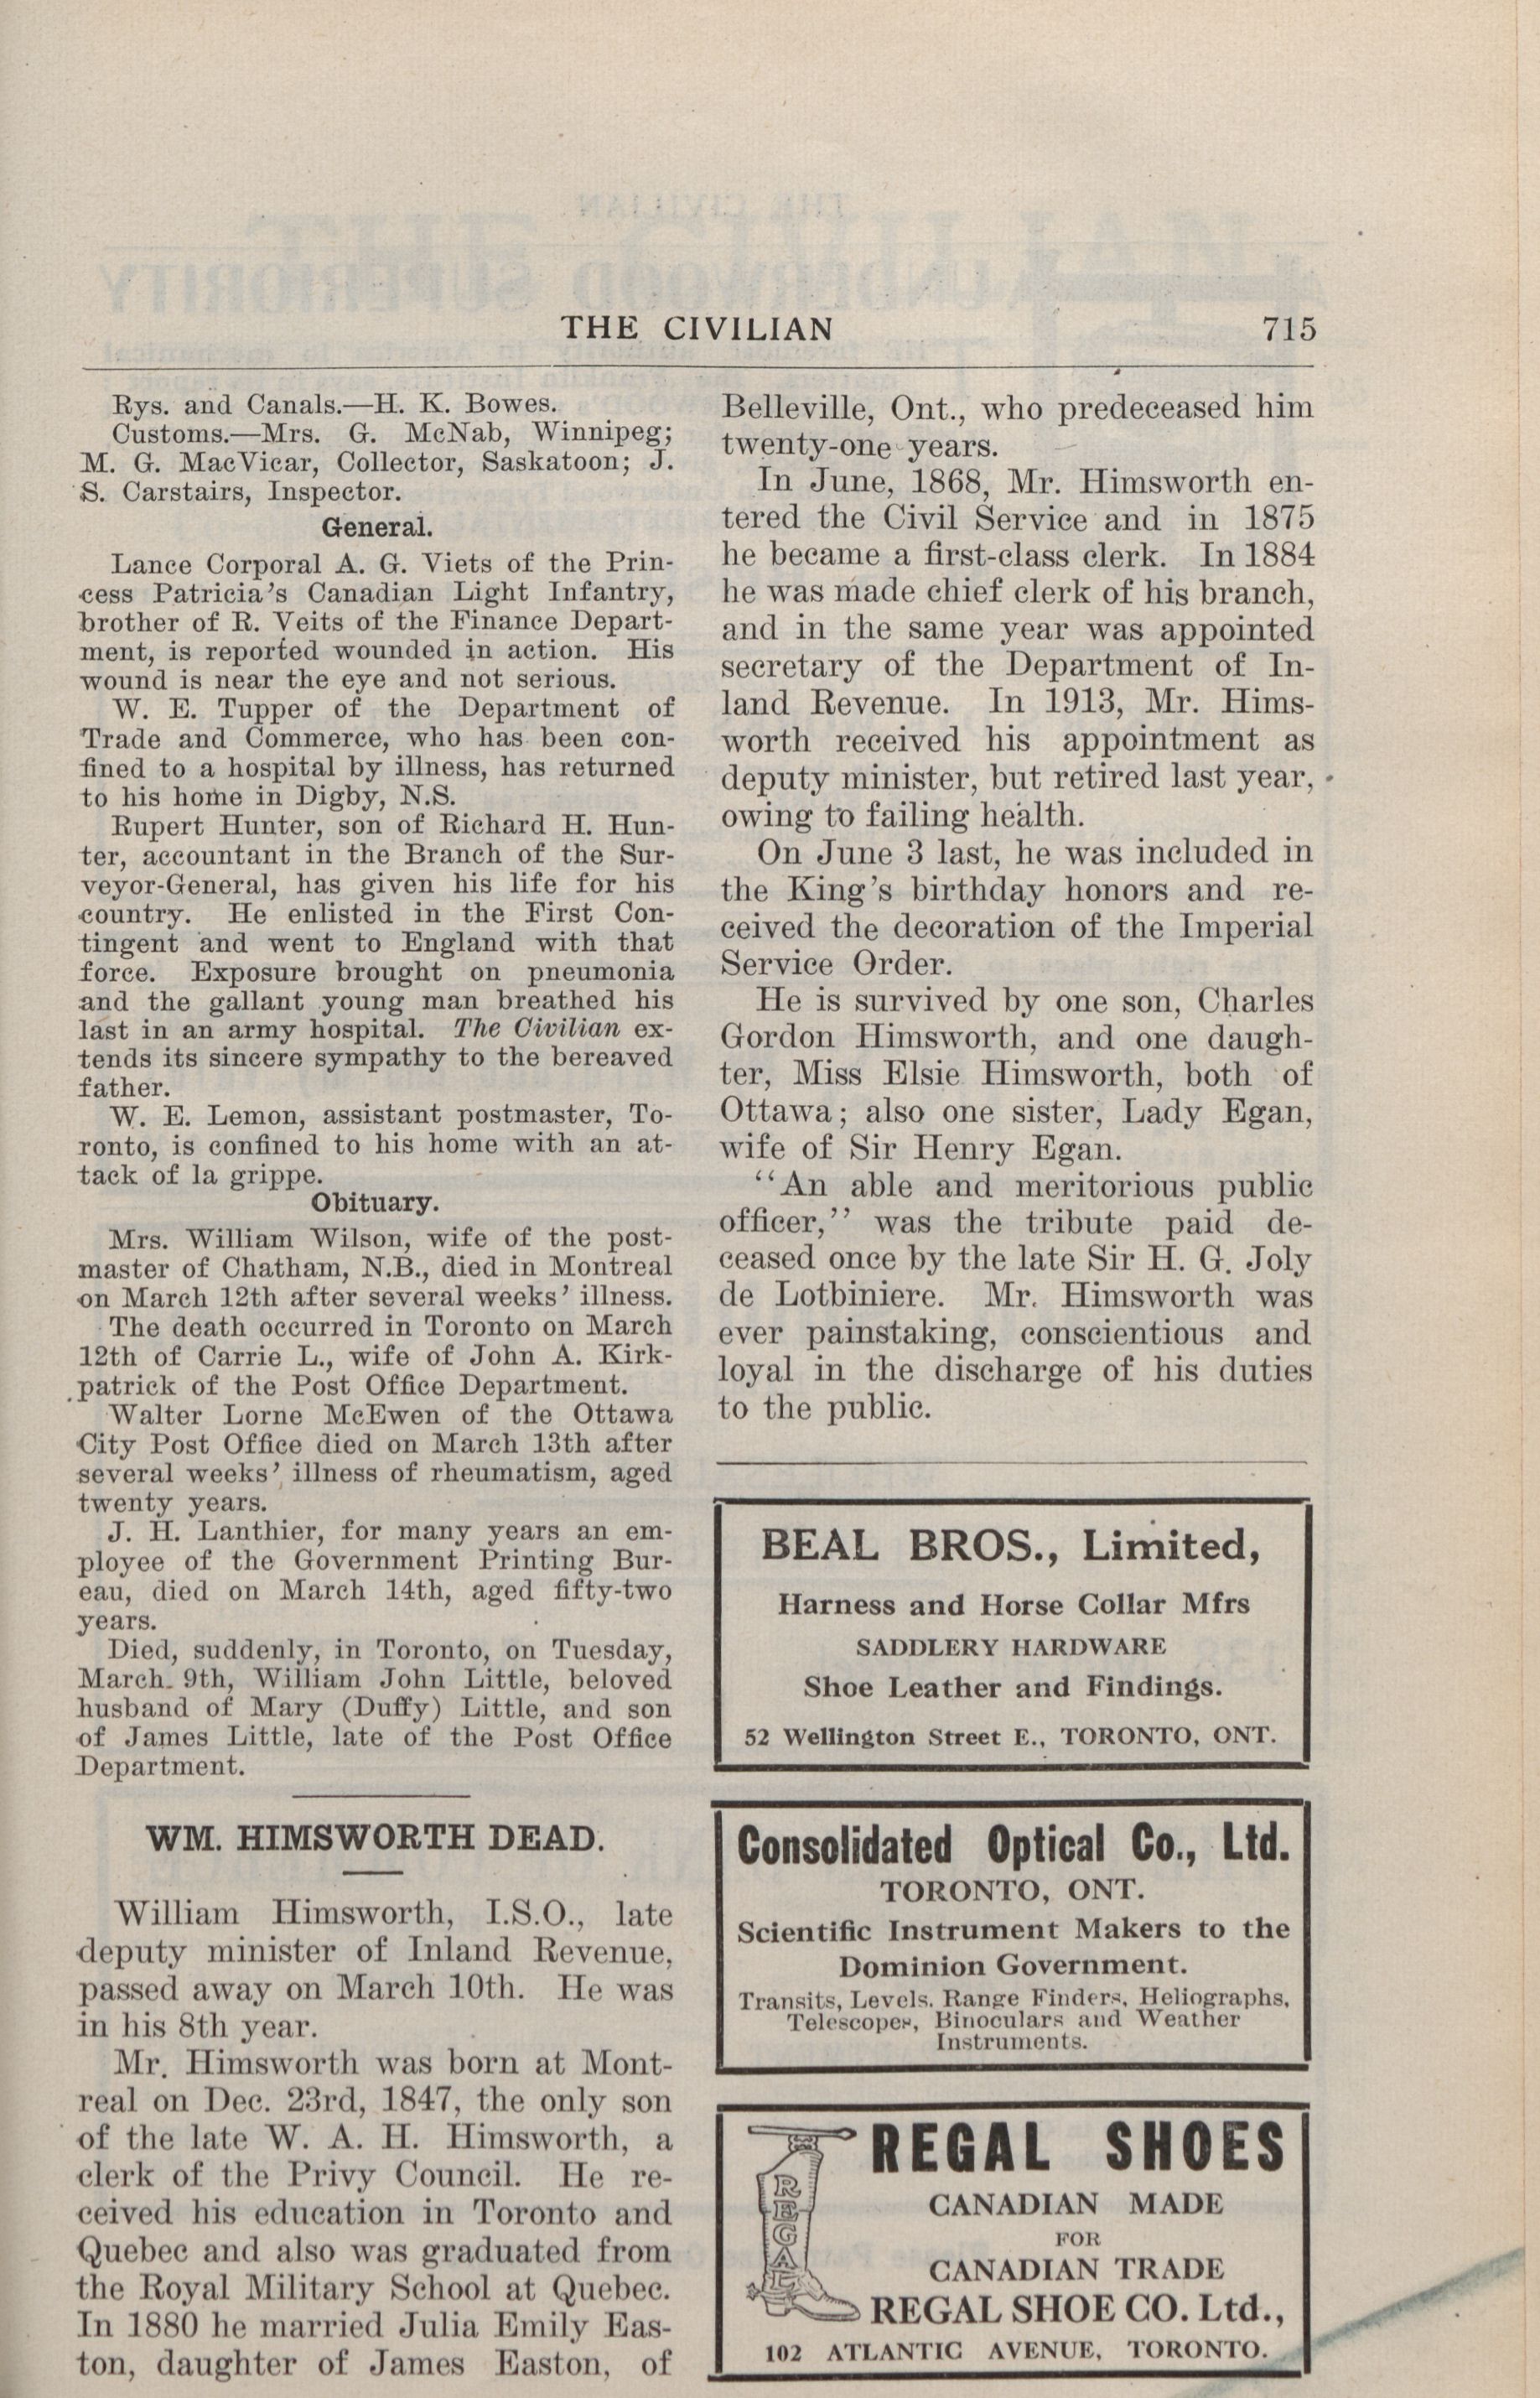 THE CIVILIAN 715
Rys. and Canals.—H. K. Bowes.
Customs.—Mrs. G. McNab, Winnipeg;
M. G. MacVicar, Collector, Saskatoon; J.
S. Carstairs, Inspector.
General.
Lance Corporal A. G. Viets of the Prin-
cess Patricia's Canadian Light Infantry,
brother of R. Veits of the Finance Depart-
ment, is reported wounded in action. His
wound is near the eye and not serious.
W. E. Tupper of the Department of
Trade and Commerce, who has been con-
fined to a hospital by illness, has returned
to his home in Digby, N.S.
Rupert Hunter, son of Richard H. Hun-
ter, accountant in the Branch of the Sur-
veyor-General, has given his life for his
country. He enlisted in the First Con-
tingent and went to England with that
force. Exposure brought on pneumonia
and the gallant young man breathed his
last in an army hospital. The Civilian ex-
tends its sincere sympathy to the bereaved
father.
W. E. Lemon, assistant postmaster, To-
ronto, is confined to his home with an at-
tack of la grippe.
Obituary.
Mrs. William Wilson, wife of the post-
master of Chatham, N.B., died in Montreal
on March 12th after several weeks' illness.
The death occurred in Toronto on March
12th of Carrie L., wife of John A. Kirk-
patrick of the Post Office Department.
Walter Lorne McEwen of the Ottawa
City Post Office died on March 13th after
several weeks' illness of rheumatism, aged
twenty years.
J. H. Lanthier, for many years an em-
ployee of the Government Printing Bur-
eau, died on March 14th, aged fifty-two
years.
Died, suddenly, in Toronto, on Tuesday,
March 9th, William John Little, beloved
husband of Mary (Duffy) Little, and son
of James Little, late of the Post Office
Department.
WM. HIMSWORTH DEAD.
William Himsworth, I.S.O., late
deputy minister of Inland Revenue,
passed away on March 10th. He was
in his 8th year.
Mr. Himsworth was born at Mont-
real on Dec. 23rd, 1847, the only son
of the late W. A. H. Himsworth, a
clerk of the Privy Council. He re-
ceived his education in Toronto and
Quebec and also was graduated from
the Royal Military School at Quebec.
In 1880 he married Julia Emily Eas-
ton, daughter of James Easton, of
Belleville, Ont., who predeceased him
twenty-one years.
In June, 1868, Mr. Himsworth en-
tered the Civil Service and in 1875
he became a first-class clerk. In 1884
he was made chief clerk of his branch,
and in the same year was appointed
secretary of the Department of In-
land Revenue. In 1913, Mr. Hims-
worth received his appointment as
deputy minister, but retired last year,
owing to failing health.
On June 3 last, he was included in
the King's birthday honors and re-
ceived the decoration of the Imperial
Service Order.
He is survived by one son, Charles
Gordon Himsworth, and one daugh-
ter, Miss Elsie Himsworth, both of
Ottawa; also one sister, Lady Egan,
wife of Sir Henry Egan.
"An able and meritorious public
officer," was the tribute paid de-
ceased once by the late Sir H. G. Joly
de Lotbiniere. Mr. Himsworth was
ever painstaking, conscientious and
loyal in the discharge of his duties
to the public.
BEAL BROS., Limited,
Harness and Horse Collar Mfrs
SADDLERY HARDWARE
Shoe Leather and Findings.
52 Wellington Street E., TORONTO, ONT.
Consolidated Optical Co., Ltd.
TORONTO, ONT.
Scientific Instrument Makers to the
Dominion Government.
Transits, Levels, Range Finders, Heliographs,
Telescopes, Binoculars and Weather
Instruments.
REGAL
REGAL SHOES
CANADIAN MADE
FOR
CANADIAN TRADE
REGAL SHOE CO. Ltd.,
102 ATLANTIC AVENUE, TORONTO.